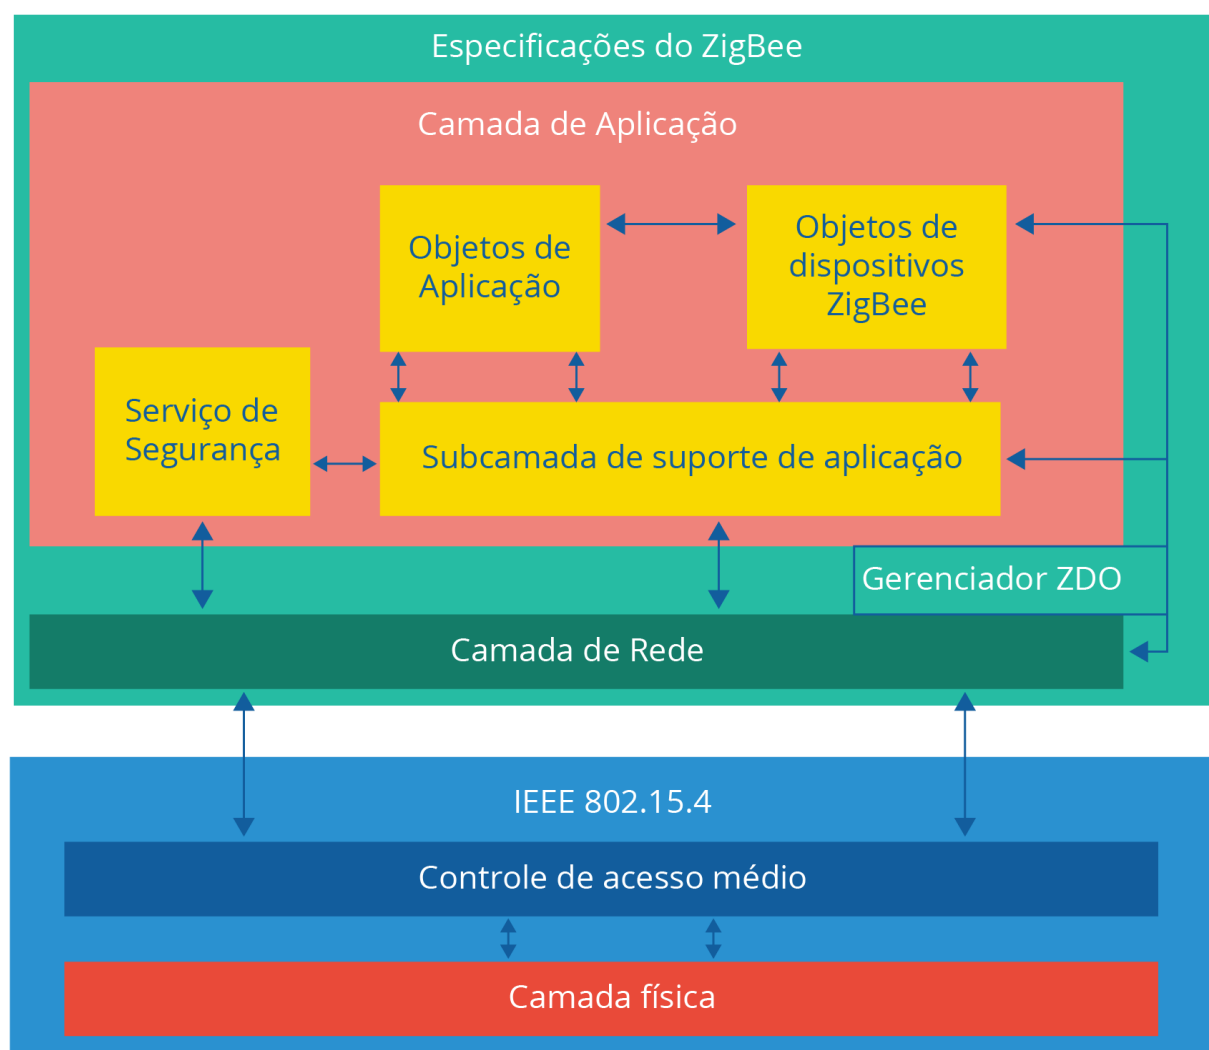 Especificações do ZigBee
Camada de Aplicação
Objetos de
Aplicação
Objetos de
dispositivos
ZigBee
Serviço de
Segurança
Subcamada de suporte de aplicação
Gerenciador ZDO
Camada de Rede
IEEE 802.15.4
Controle de acesso médio
Camada física